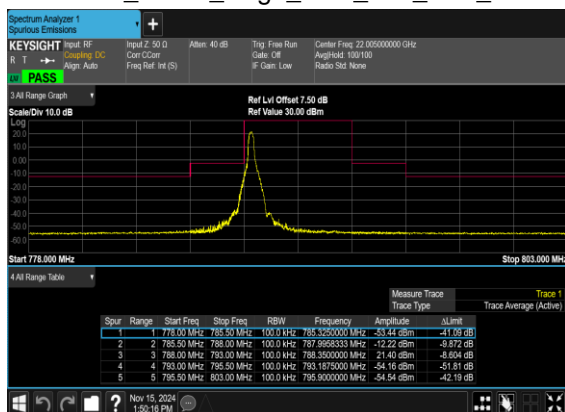 Spectrum Analyzer 1
Spurious Emissions
+
KEYSIGHT
R T
Input: RF
Coupling: DC
Align: Auto
Input Z: 50 Ω
Corr CCorr
Freq Ref: Int (S)
Atten: 40 dB
Trig: Free Run
Gate: Off
IF Gain: Low
Center Freq: 22.005000000 GHz
Avg|Hold: 100/100
Radio Std: None
PASS
3 All Range Graph
Ref Lvl Offset 7.50 dB
Scale/Div 10.0 dB
Ref Value 30.00 dBm
Log
20.0
10.0
0.00
-10.0
-20.0
-30.0
-40.0
-50.0
-60.0
Start 778.000 MHz
Stop 803.000 MHz
4 All Range Table
Measure Trace Trace 1
Trace Type Trace Average (Active)
Spur Range Start Freq Stop Freq RBW Frequency Amplitude ΔLimit
1 1 778.00 MHz 785.50 MHz 100.0 kHz 785.3250000 MHz -53.44 dBm -41.09 dB
2 2 785.50 MHz 788.00 MHz 100.0 kHz 787.9958333 MHz -12.22 dBm -9.872 dB
3 3 788.00 MHz 793.00 MHz 100.0 kHz 788.3500000 MHz 21.40 dBm -8.604 dB
4 4 793.00 MHz 795.50 MHz 100.0 kHz 793.1875000 MHz -54.16 dBm -51.81 dB
5 5 795.50 MHz 803.00 MHz 100.0 kHz 795.9000000 MHz -54.54 dBm -42.19 dB
?
Nov 15, 2024
1:50:16 PM